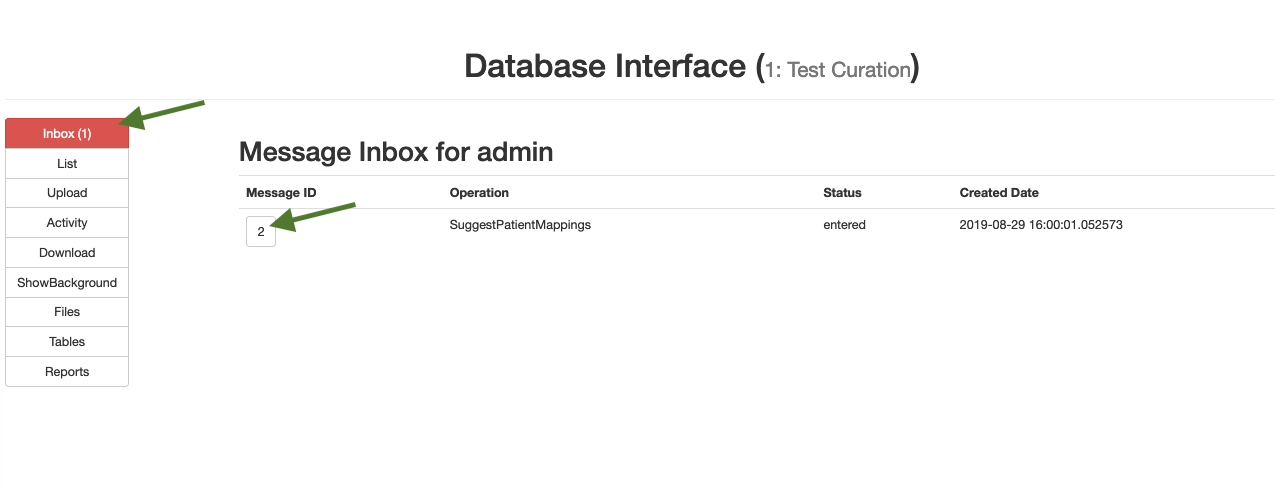 Database Interface (1: Test Curation)
Inbox (1)
List
Upload
Activity
Download
ShowBackground
Files
Tables
Reports
Message Inbox for admin
Message ID Operation Status Created Date
2 SuggestPatientMappings entered 2019-08-29 16:00:01.052573